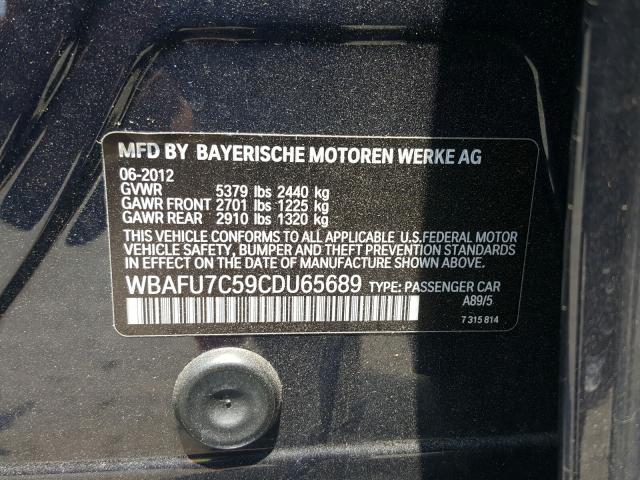 MFD BY BAYERISCHE MOTOREN WERKE AG
06-2012
GVWR 5379 lbs 2440 kg
GAWR FRONT 2701 lbs 1225 kg
GAWR REAR 2910 lbs 1320 kg
THIS VEHICLE CONFORMS TO ALL APPLICABLE U.S. FEDERAL MOTOR
VEHICLE SAFETY, BUMPER AND THEFT PREVENTION STANDARDS
IN EFFECT ON THE DATE OF MANUFACTURE SHOWN ABOVE.
WBAFU7C59CDU65689 TYPE: PASSENGER CAR
A89/5
7 315 814